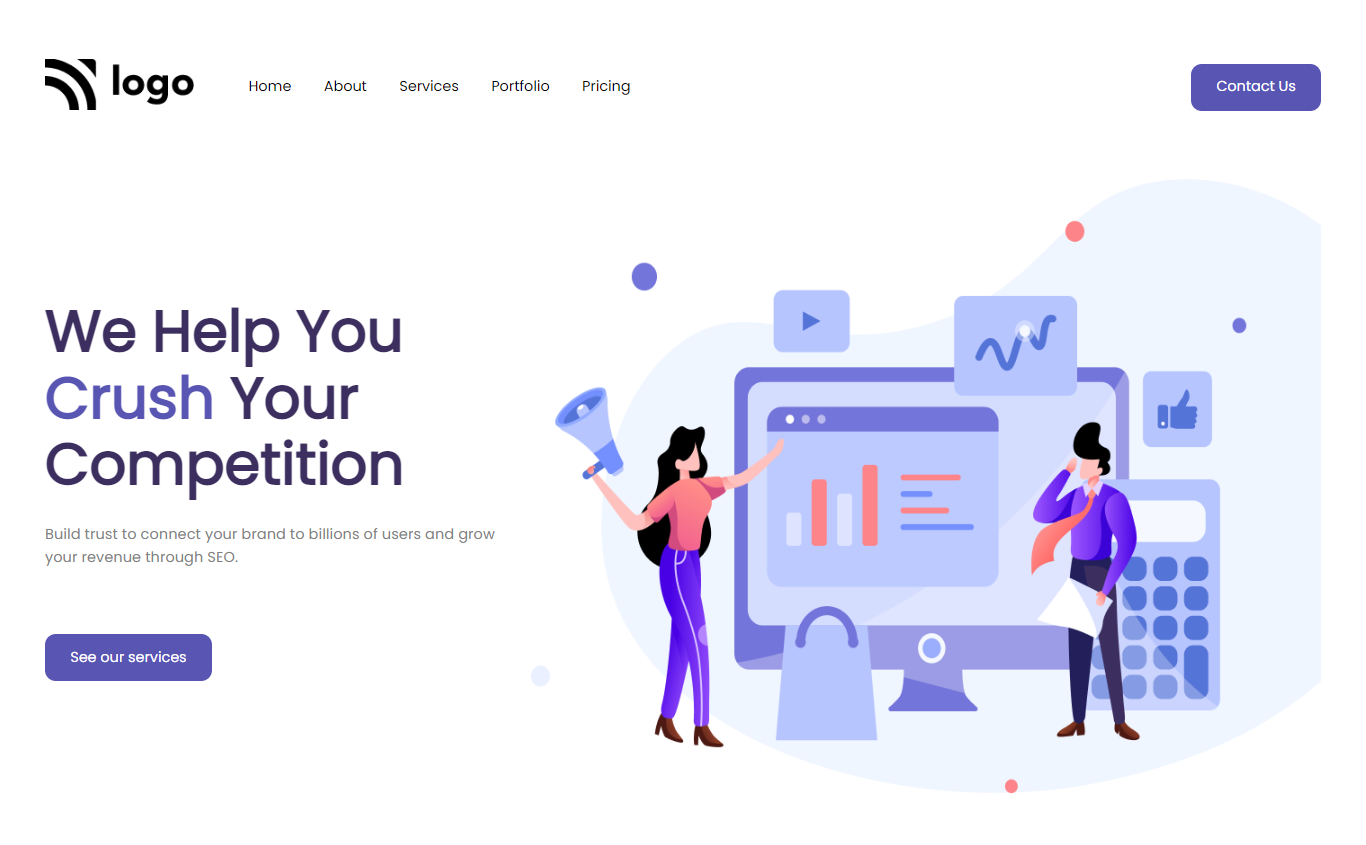 logo
Home About Services Portfolio Pricing
Contact Us
We Help You
Crush Your
Competition
Build trust to connect your brand to billions of users and grow
your revenue through SEO.
See our services